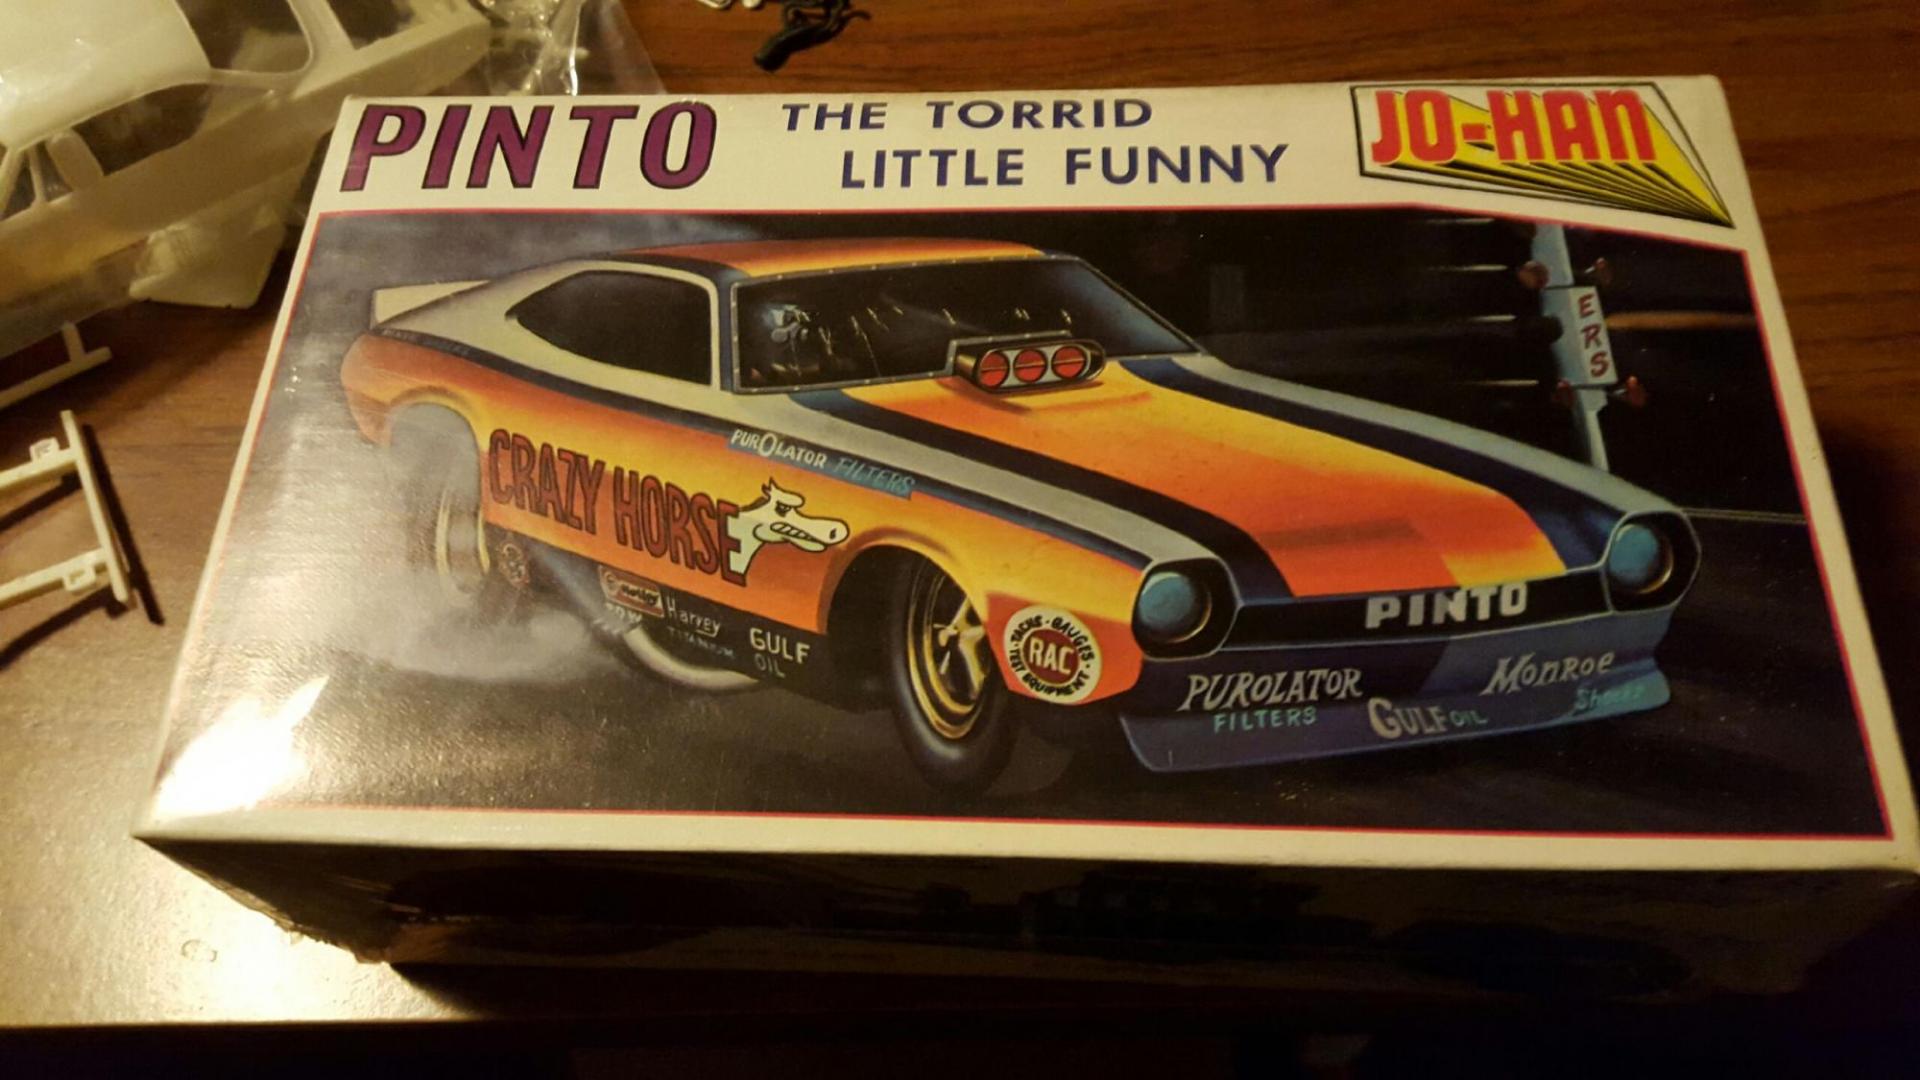 PINTO
THE TORRID
LITTLE FUNNY
JO-HAN
ERS
PUROLATOR FILTERS
CRAZY HORSE
Holley
Harvey
TITANIUM
GULF
OIL
TACHS - GAUGES
RAC
TEST EQUIPMENT
PINTO
PUROLATOR
FILTERS
GULF OIL
MONROE
Shocks